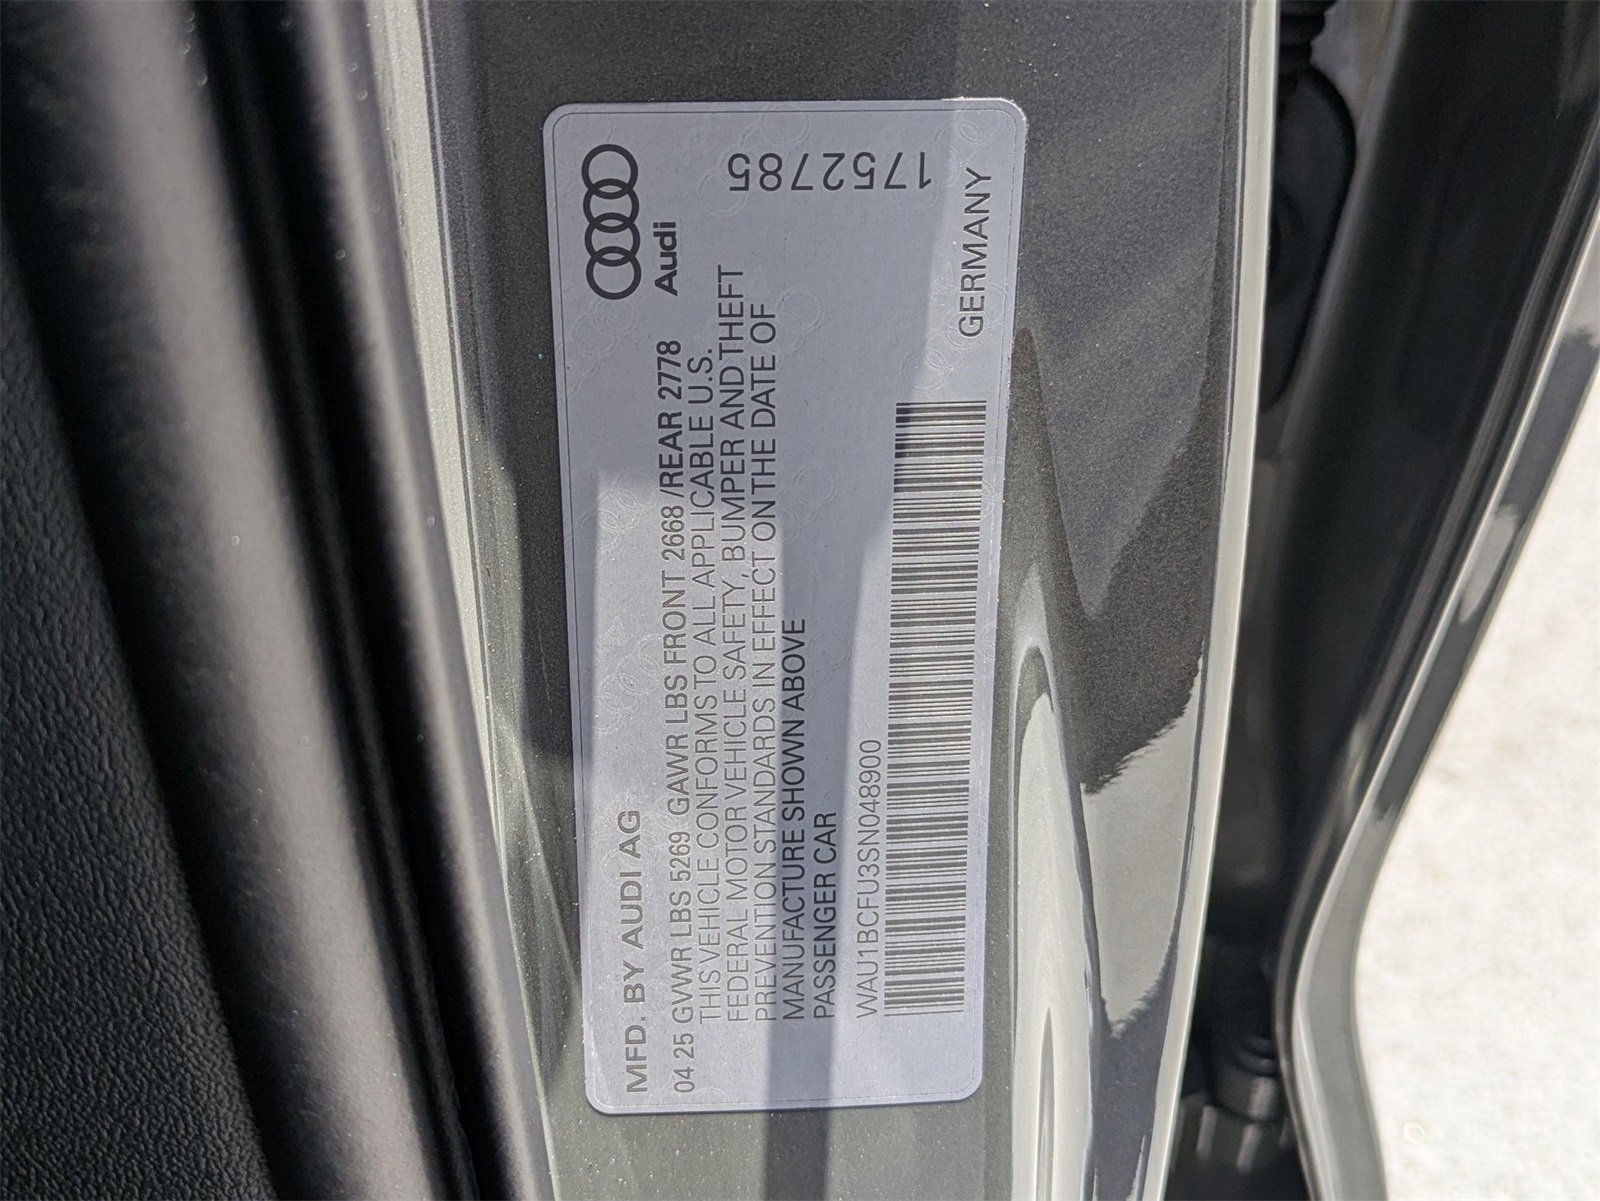 Audi
MFD. BY AUDI AG
04 25 GVWR LBS 5269 GAWR LBS FRONT 2668 /REAR 2778
THIS VEHICLE CONFORMS TO ALL APPLICABLE U.S.
FEDERAL MOTOR VEHICLE SAFETY, BUMPER AND THEFT
PREVENTION STANDARDS IN EFFECT ON THE DATE OF
MANUFACTURE SHOWN ABOVE
PASSENGER CAR
WAU1BCFU3SN048900
GERMANY
1752785